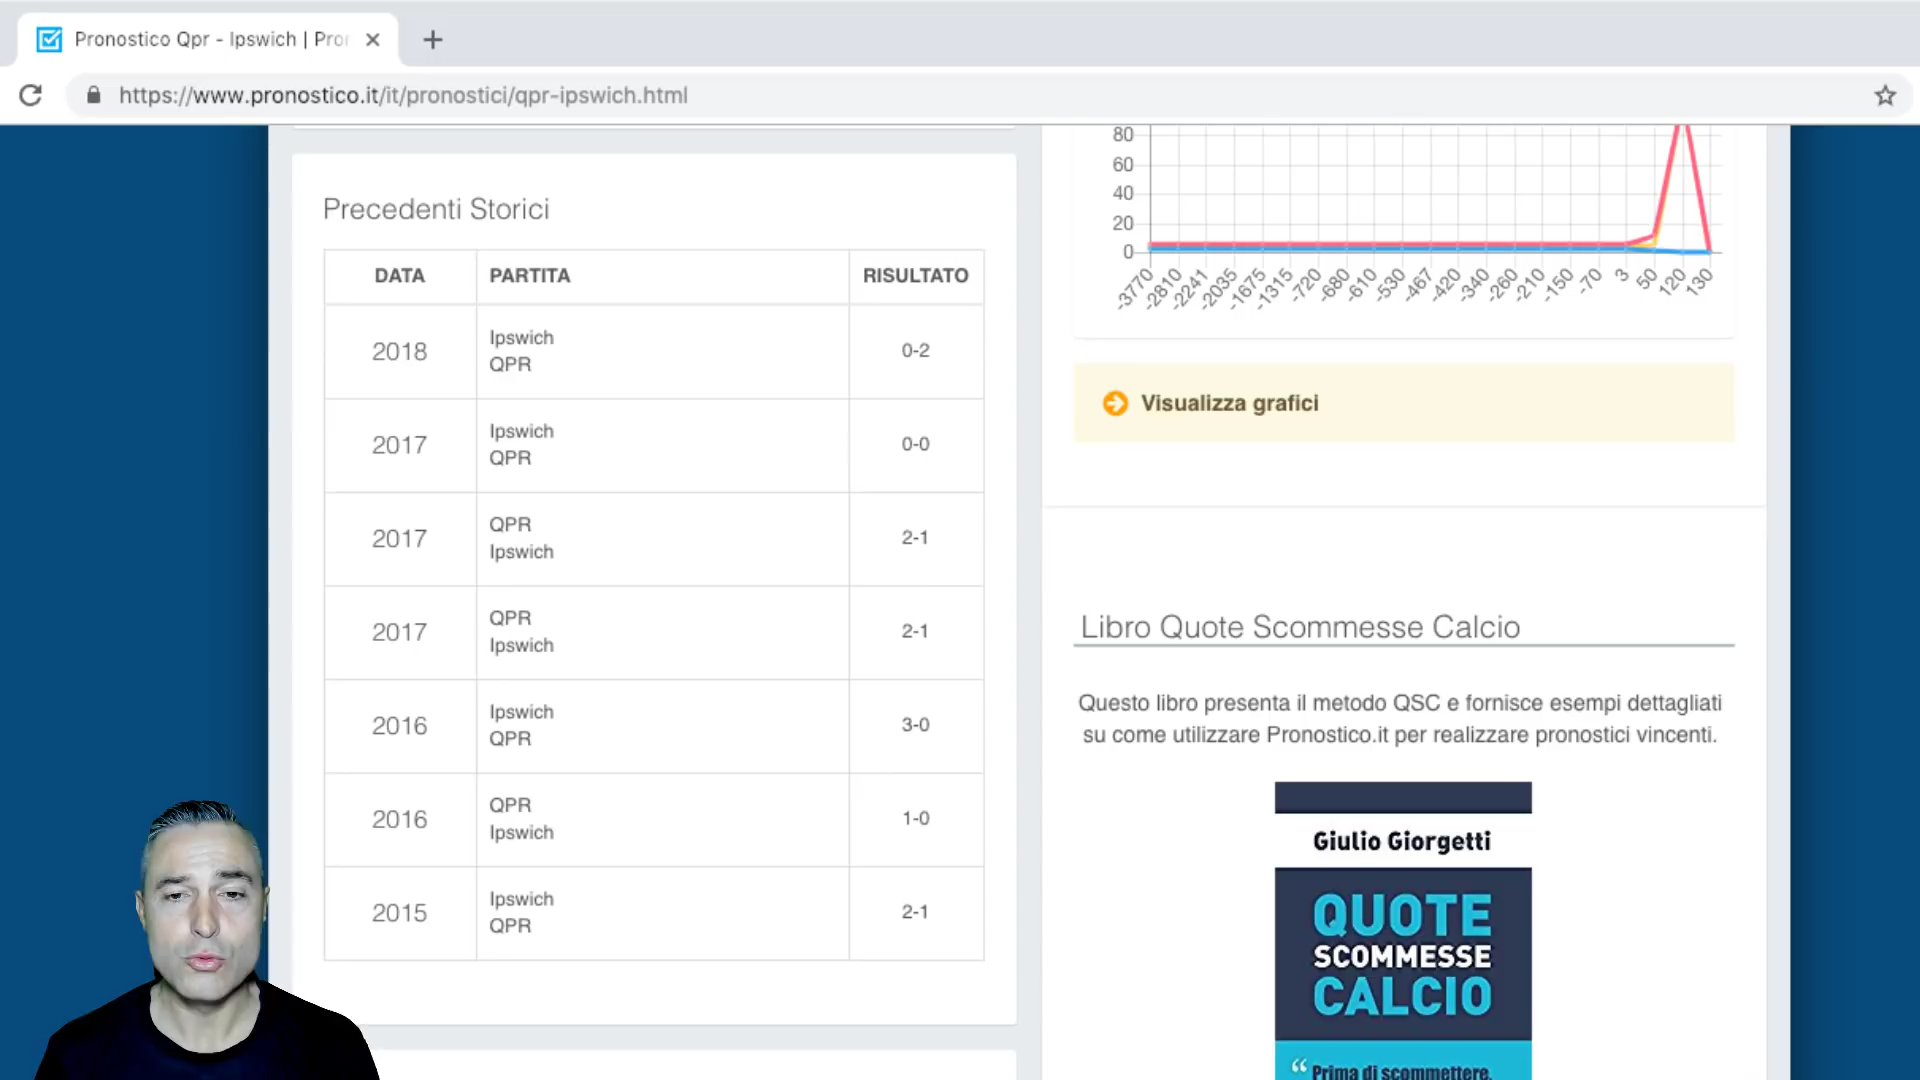 Pronostico Qpr - Ipswich | Pror
https://www.pronostico.it/it/pronostici/qpr-ipswich.html
Precedenti Storici
DATA PARTITA RISULTATO
2018 Ipswich QPR 0-2
2017 Ipswich QPR 0-0
2017 QPR Ipswich 2-1
2017 QPR Ipswich 2-1
2016 Ipswich QPR 3-0
2016 QPR Ipswich 1-0
2015 Ipswich QPR 2-1
80
60
40
20
0
-3770 -2810 -2241 -2035 -1675 -1315 -720 -680 -610 -530 -467 -420 -340 -260 -210 -150 -70 3 50 120 130
Visualizza grafici
Libro Quote Scommesse Calcio
Questo libro presenta il metodo QSC e fornisce esempi dettagliati
su come utilizzare Pronostico.it per realizzare pronostici vincenti.
Giulio Giorgetti
QUOTE
SCOMMESSE
CALCIO
“ Prima di scommettere,